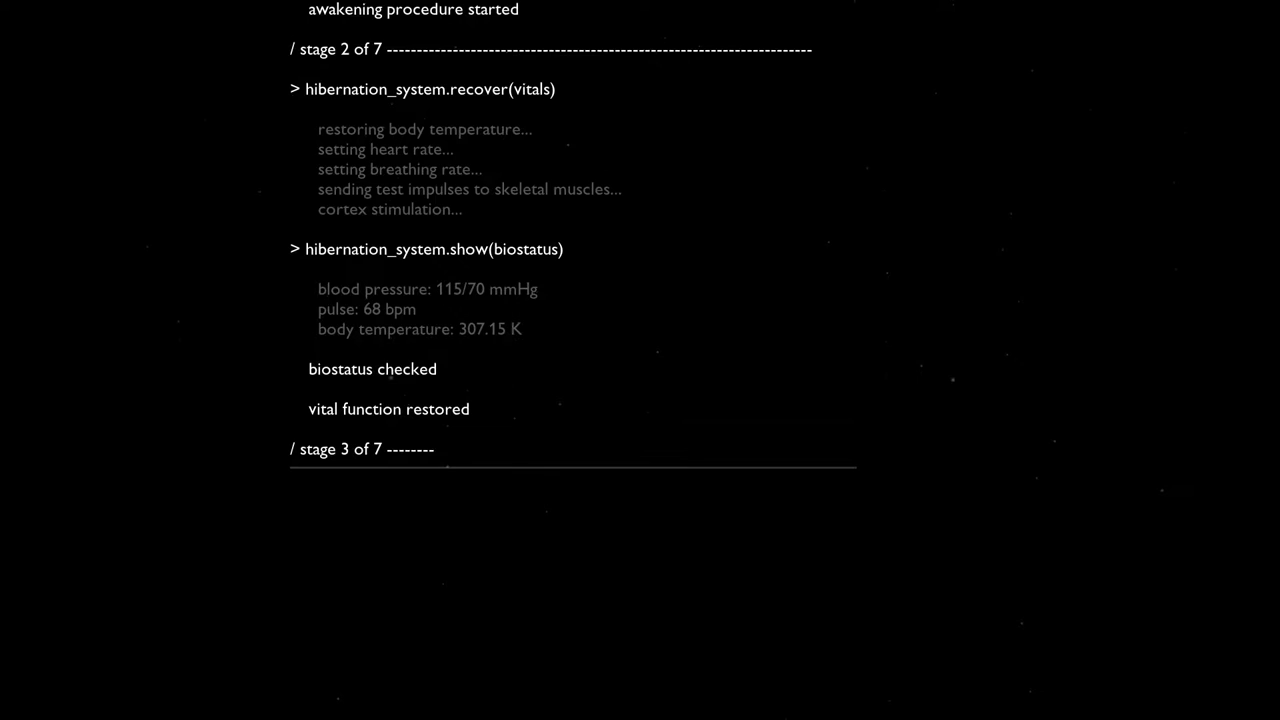 awakening procedure started
/ stage 2 of 7 -----------------------------------------------------------------------
> hibernation_system.recover(vitals)
restoring body temperature...
setting heart rate...
setting breathing rate...
sending test impulses to skeletal muscles...
cortex stimulation...
> hibernation_system.show(biostatus)
blood pressure: 115/70 mmHg
pulse: 68 bpm
body temperature: 307.15 K
biostatus checked
vital function restored
/ stage 3 of 7 --------